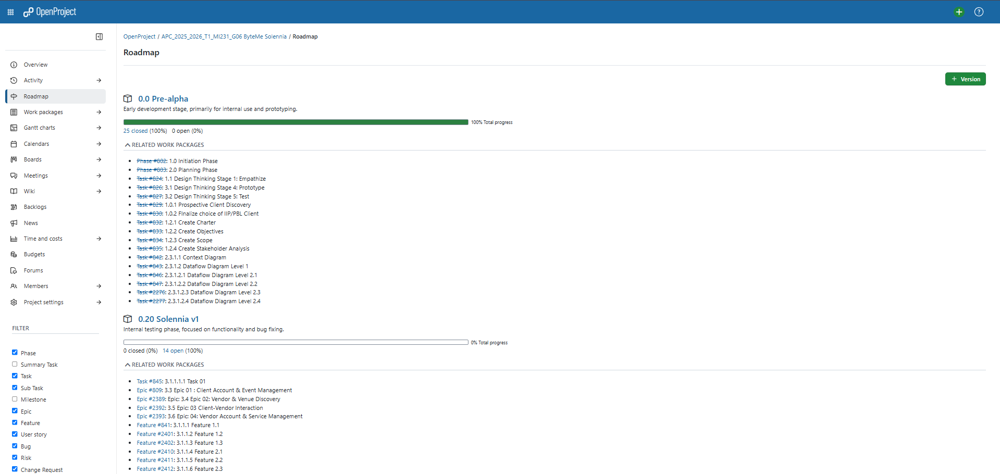 OpenProject
OpenProject / APC_2025_2026_T1_MI231_G06 ByteMe Solennia / Roadmap
Roadmap
+ Version
Overview
Activity
Roadmap
Work packages
Gantt charts
Calendars
Boards
Meetings
Wiki
Backlogs
News
Time and costs
Budgets
Forums
Members
Project settings
FILTER
Phase
Summary Task
Task
Sub Task
Milestone
Epic
Feature
User story
Bug
Risk
Change Request
0.0 Pre-alpha
Early development stage, primarily for internal use and prototyping.
100% Total progress
25 closed (100%) 0 open (0%)
RELATED WORK PACKAGES
Phase #802: 1.0 Initiation Phase
Phase #803: 2.0 Planning Phase
Task #824: 1.1 Design Thinking Stage 1: Empathize
Task #826: 3.1 Design Thinking Stage 4: Prototype
Task #827: 3.2 Design Thinking Stage 5: Test
Task #829: 1.0.1 Prospective Client Discovery
Task #830: 1.0.2 FInalize choice of IIP/PBL Client
Task #832: 1.2.1 Create Charter
Task #833: 1.2.2 Create Objectives
Task #834: 1.2.3 Create Scope
Task #835: 1.2.4 Create Stakeholder Analysis
Task #842: 2.3.1.1 Context Diagram
Task #843: 2.3.1.2 Dataflow Diagram Level 1
Task #846: 2.3.1.2.1 Dataflow Diagram Level 2.1
Task #847: 2.3.1.2.2 Dataflow Diagram Level 2.2
Task #2276: 2.3.1.2.3 Dataflow Diagram Level 2.3
Task #2277: 2.3.1.2.4 Dataflow Diagram Level 2.4
0.20 Solennia v1
Internal testing phase, focused on functionality and bug fixing.
0% Total progress
0 closed (0%) 14 open (100%)
RELATED WORK PACKAGES
Task #845: 3.1.1.1.1 Task 01
Epic #809: 3.3 Epic 01 : Client Account & Event Management
Epic #2389: Epic: 3.4 Epic 02: Vendor & Venue Discovery
Epic #2392: 3.5 Epic: 03 Client-Vendor Interaction
Epic #2393: 3.6 Epic: 04: Vendor Account & Service Management
Feature #841: 3.1.1.1 Feature 1.1
Feature #2401: 3.1.1.2 Feature 1.2
Feature #2402: 3.1.1.3 Feature 1.3
Feature #2410: 3.1.1.4 Feature 2.1
Feature #2411: 3.1.1.5 Feature 2.2
Feature #2412: 3.1.1.6 Feature 2.3